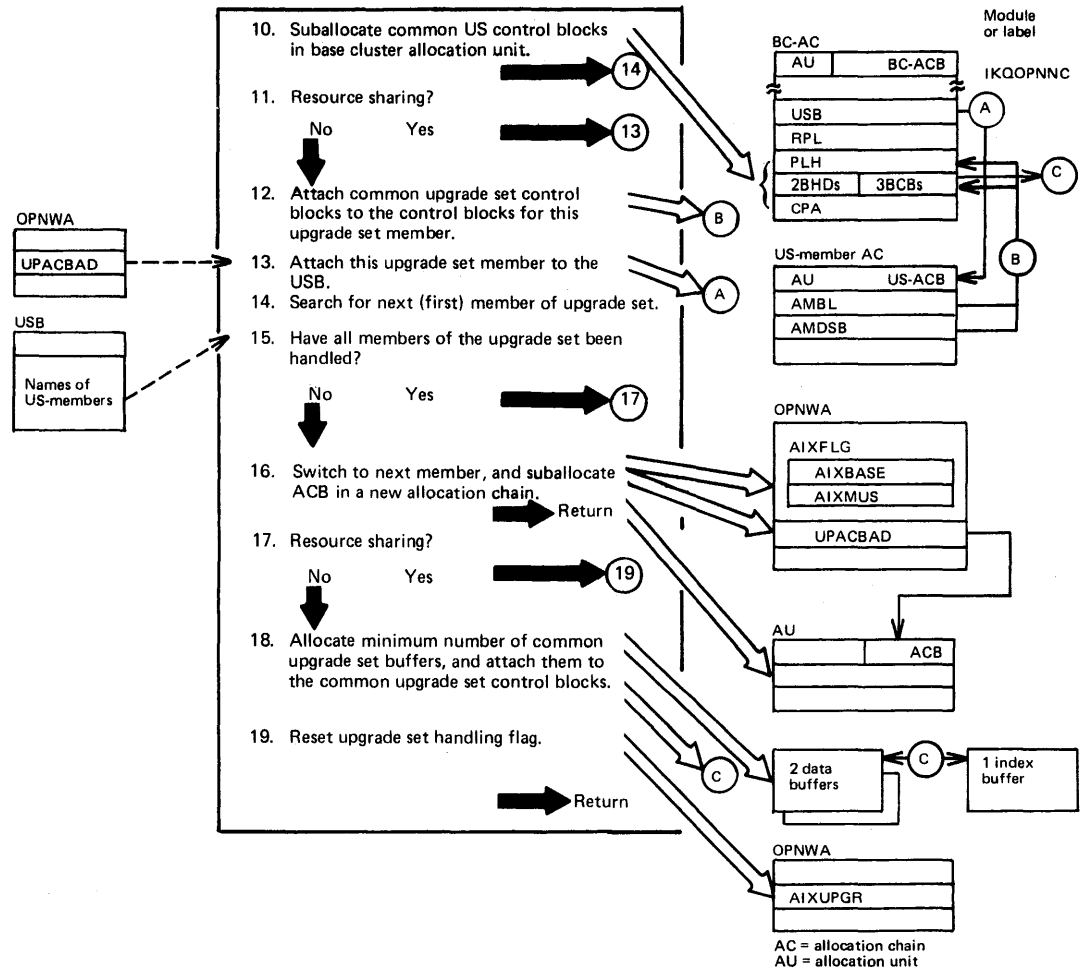 10. Suballocate common US control blocks
in base cluster allocation unit.
14
11. Resource sharing?
No Yes
13
12. Attach common upgrade set control
blocks to the control blocks for this
upgrade set member.
B
13. Attach this upgrade set member to the
USB.
A
14. Search for next (first) member of upgrade set.
15. Have all members of the upgrade set been
handled?
No Yes
17
16. Switch to next member, and suballocate
ACB in a new allocation chain.
Return
17. Resource sharing?
No Yes
19
18. Allocate minimum number of common
upgrade set buffers, and attach them to
the common upgrade set control blocks.
C
19. Reset upgrade set handling flag.
Return
OPNWA
UPACBAD
USB
Names of
US-members
Module
or label
IKQOPNNC
BC-AC
AU BC-ACB
USB
A
RPL
PLH
2BHDs 3BCBs
C
CPA
B
US-member AC
AU US-ACB
AMBL
AMDSB
OPNWA
AIXFLG
AIXBASE
AIXMUS
UPACBAD
AU
ACB
2 data
buffers
C
1 index
buffer
OPNWA
AIXUPGR
AC = allocation chain
AU = allocation unit